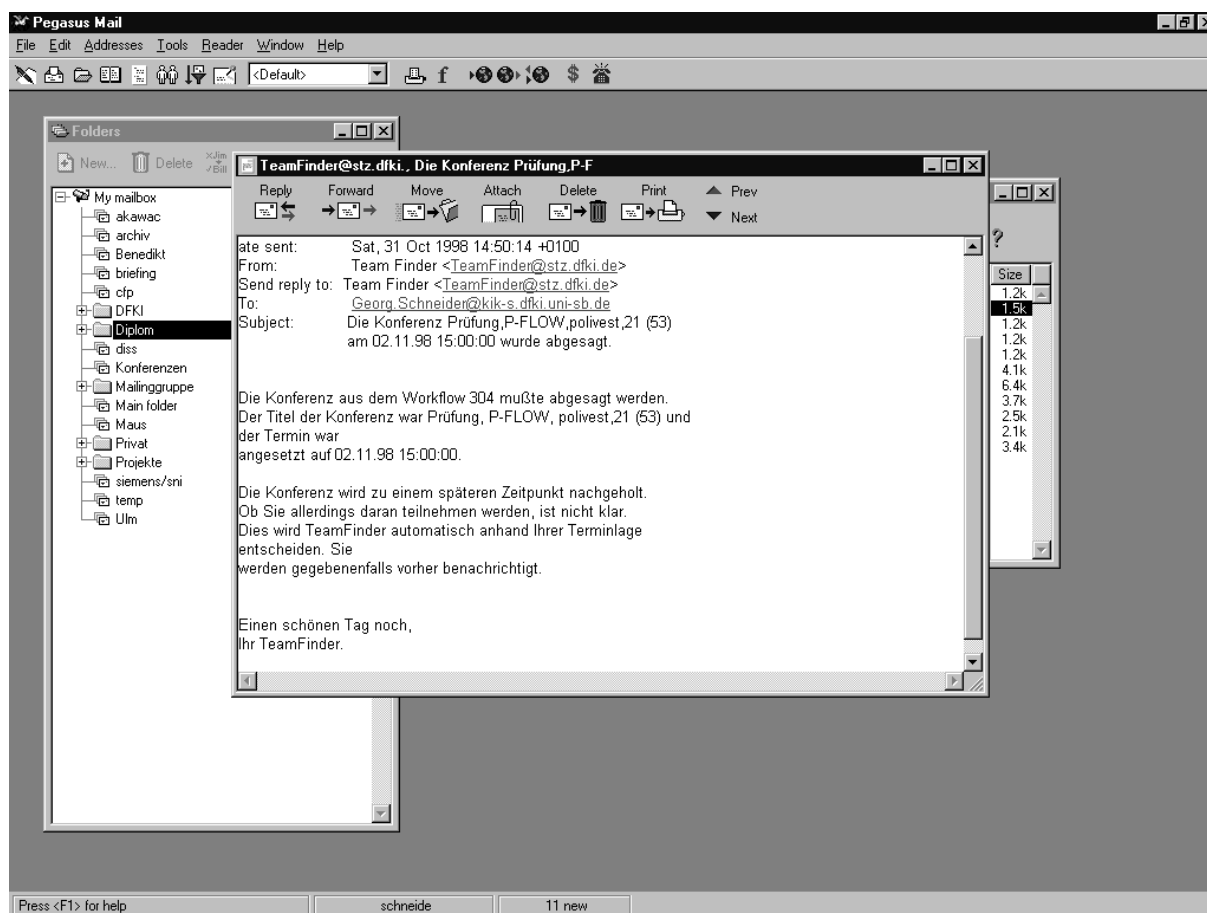 Pegasus Mail
File Edit Addresses Tools Reader Window Help
<Default>
Folders
New... Delete
My mailbox
akawac
archiv
Benedikt
briefing
cfp
DFKI
Diplom
diss
Konferenzen
Mailinggruppe
Main folder
Maus
Privat
Projekte
siemens/sni
temp
Ulm
TeamFinder@stz.dfki., Die Konferenz Prüfung,P-F
Reply Forward Move Attach Delete Print Prev
Next
ate sent: Sat, 31 Oct 1998 14:50:14 +0100
From: Team Finder <TeamFinder@stz.dfki.de>
Send reply to: Team Finder <TeamFinder@stz.dfki.de>
To: Georg.Schneider@kik-s.dfki.uni-sb.de
Subject: Die Konferenz Prüfung,P-FLOW,polivest,21 (53)
am 02.11.98 15:00:00 wurde abgesagt.
Die Konferenz aus dem Workflow 304 mußte abgesagt werden.
Der Titel der Konferenz war Prüfung, P-FLOW, polivest,21 (53) und
der Termin war
angesetzt auf 02.11.98 15:00:00.
Die Konferenz wird zu einem späteren Zeitpunkt nachgeholt.
Ob Sie allerdings daran teilnehmen werden, ist nicht klar.
Dies wird TeamFinder automatisch anhand Ihrer Terminlage
entscheiden. Sie
werden gegebenenfalls vorher benachrichtigt.
Einen schönen Tag noch,
Ihr TeamFinder.
Size
1.2k
1.5k
1.2k
1.2k
1.2k
4.1k
6.4k
3.7k
2.5k
2.1k
3.4k
Press <F1> for help schneide 11 new